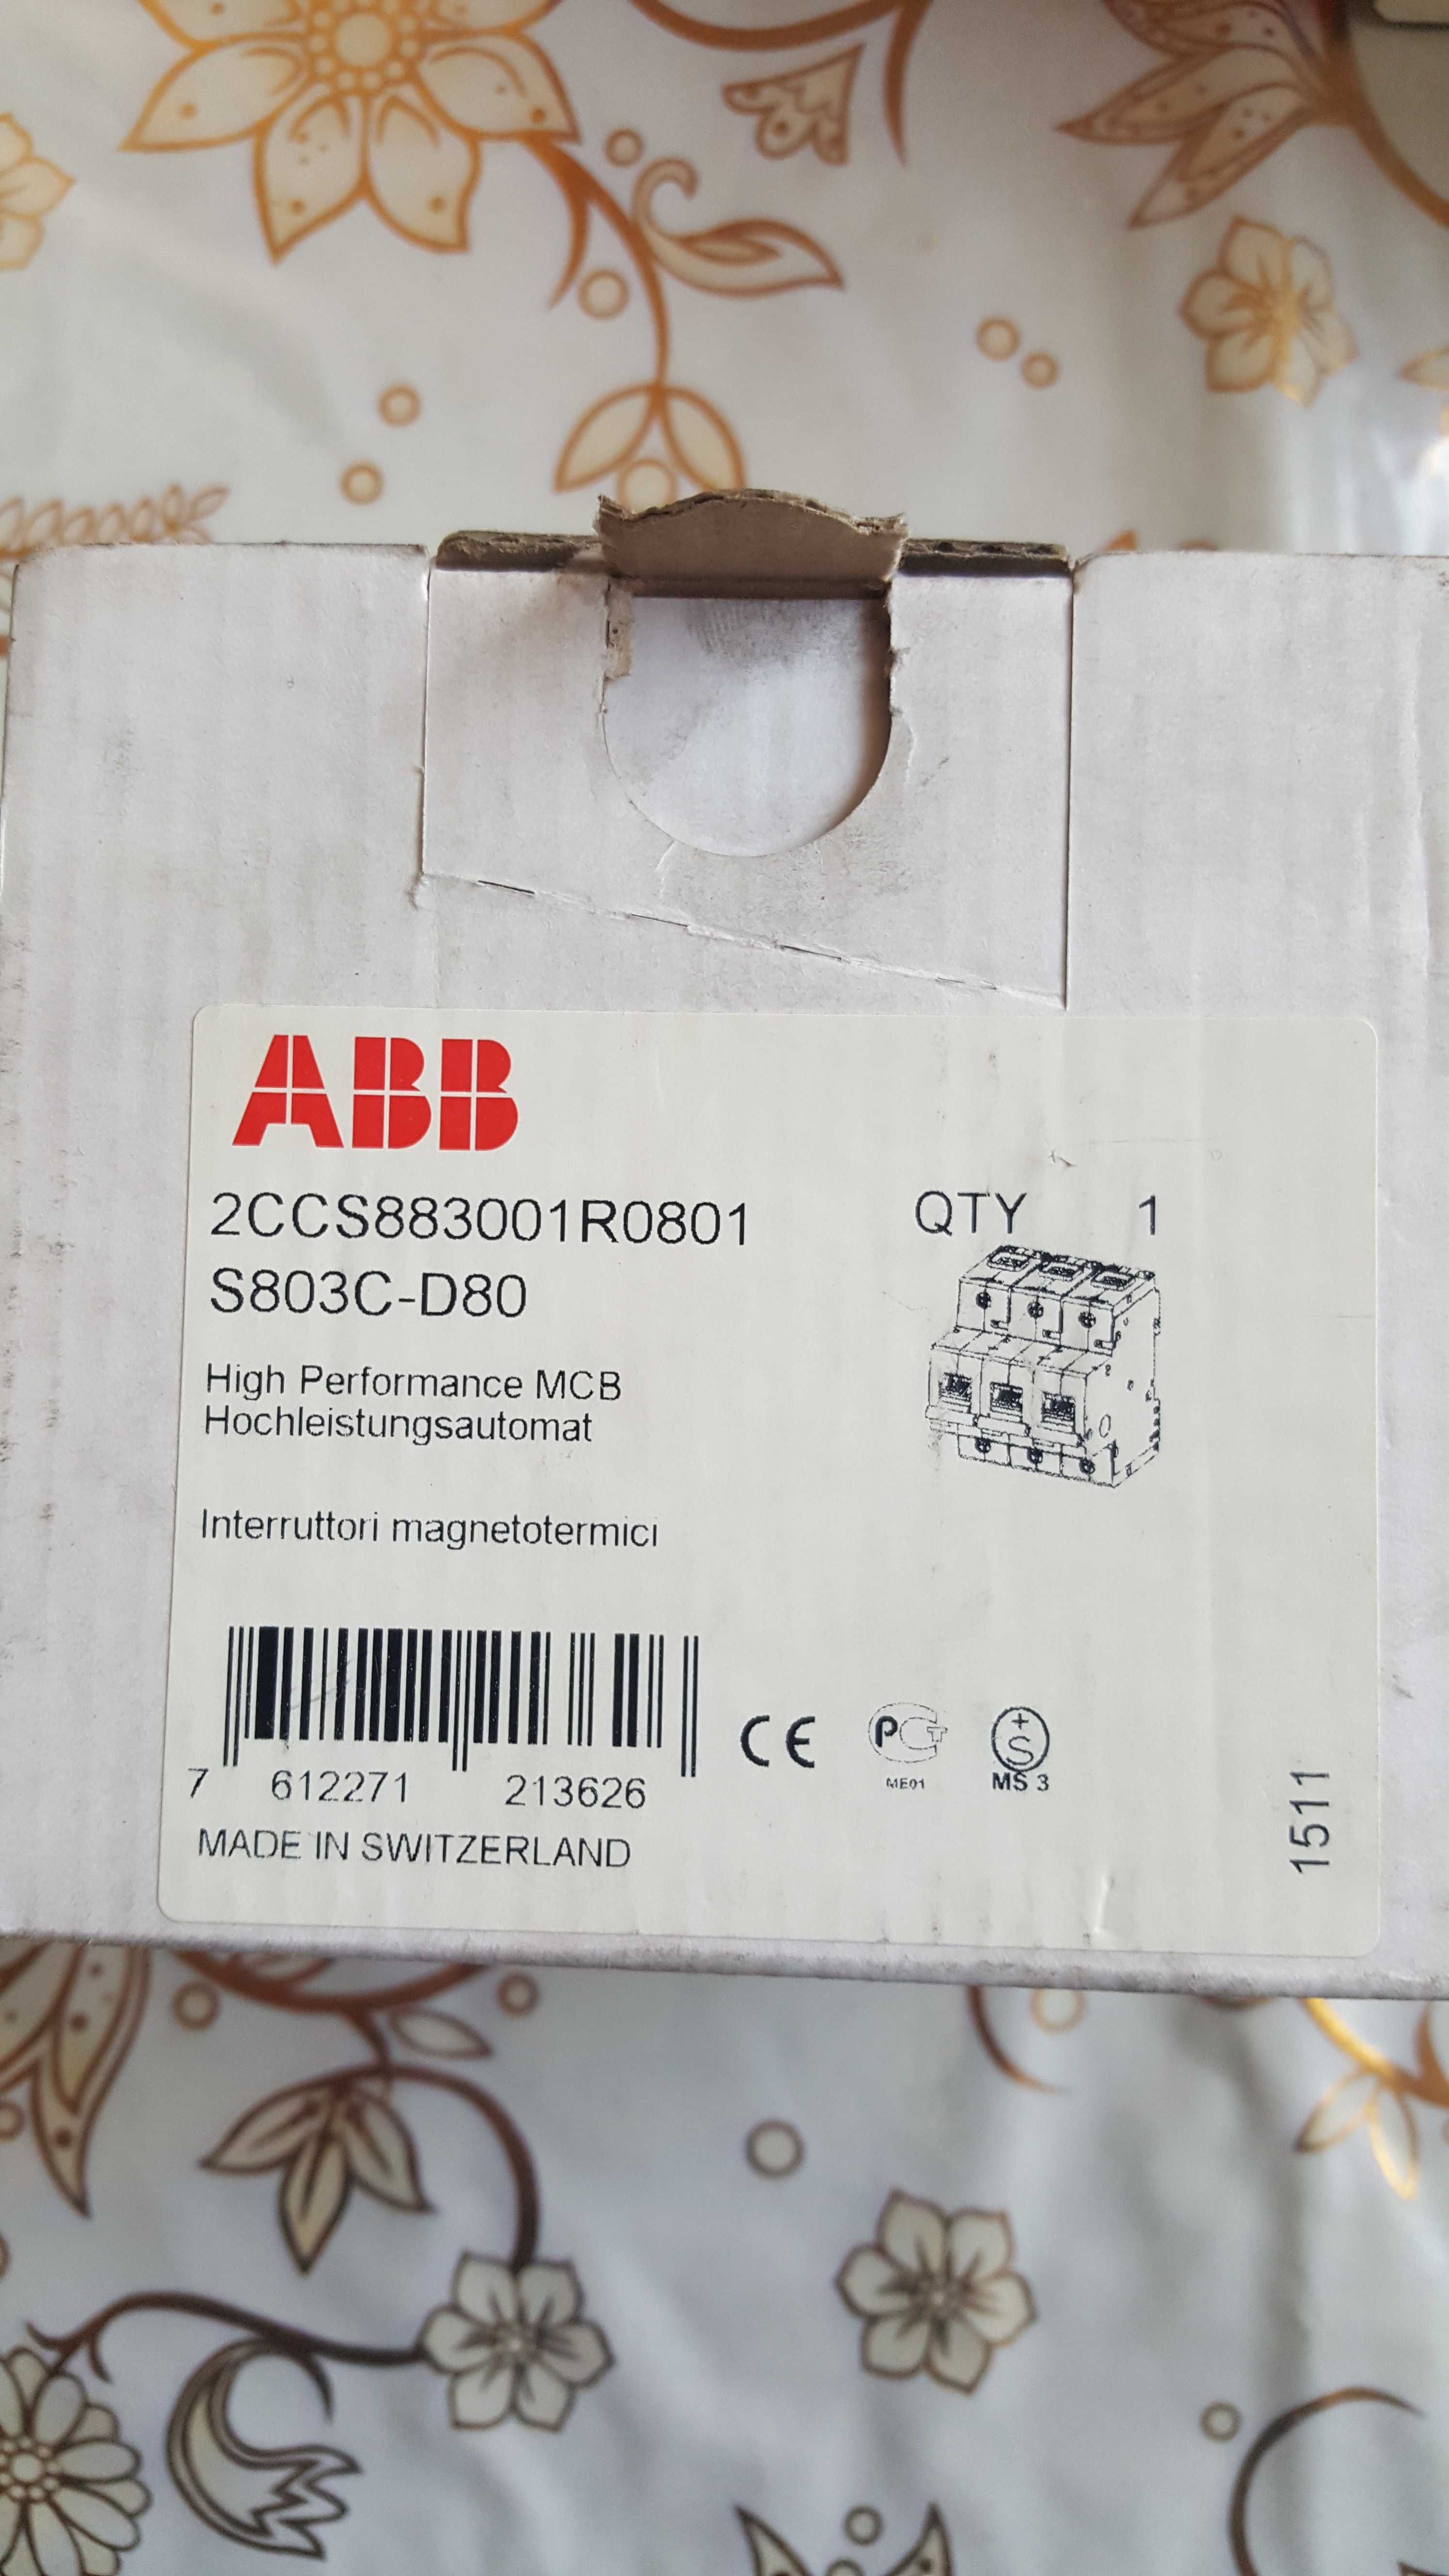 ABB
2CCS883001R0801
QTY 1
S803C-D80
High Performance MCB
Hochleistungsautomat
Interruttori magnetotermici
7 612271 213626
CE
PCT
ME01
+
S
MS 3
MADE IN SWITZERLAND
1511